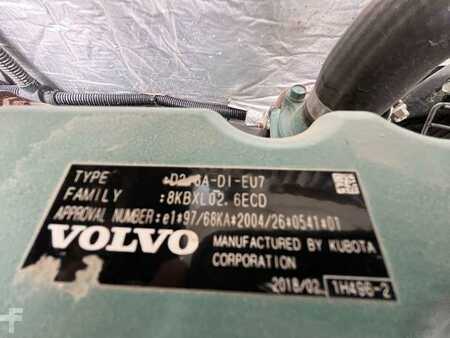 TYPE :D2.6A-DI-EU7
FAMILY :8KBXL02.6ECD
APPROVAL NUMBER:e1*97/68KA*2004/26*0541*01
VOLVO
MANUFACTURED BY KUBOTA
CORPORATION
2018/02 1H496-2